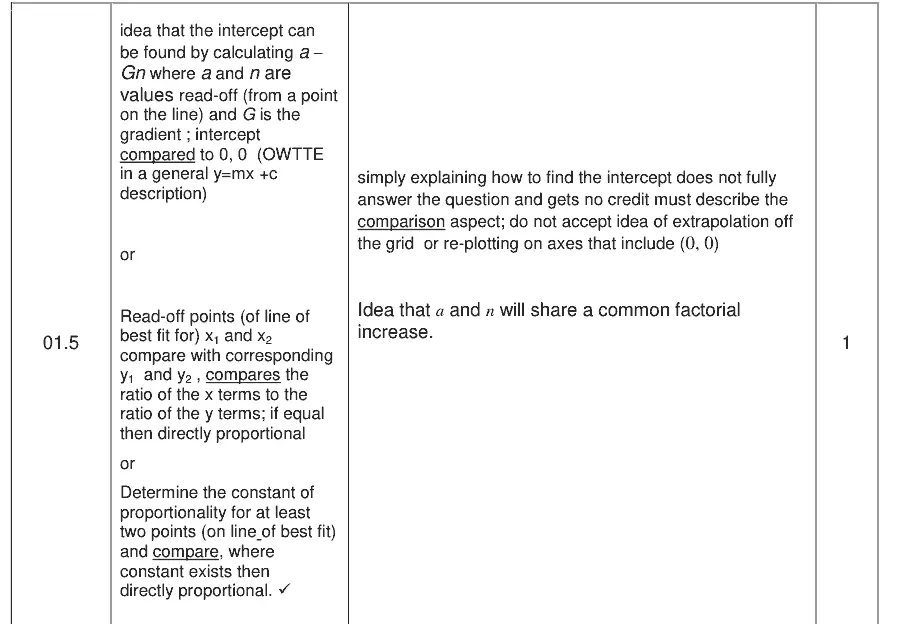 idea that the intercept can
be found by calculating a –
Gn where a and n are
values read-off (from a point
on the line) and G is the
gradient ; intercept
compared to 0, 0 (OWTTE
in a general y=mx +c
description)
or
01.5
Read-off points (of line of
best fit for) x₁ and x₂
compare with corresponding
y₁ and y₂ , compares the
ratio of the x terms to the
ratio of the y terms; if equal
then directly proportional
or
Determine the constant of
proportionality for at least
two points (on line of best fit)
and compare, where
constant exists then
directly proportional. ✓
simply explaining how to find the intercept does not fully
answer the question and gets no credit must describe the
comparison aspect; do not accept idea of extrapolation off
the grid or re-plotting on axes that include (0, 0)
Idea that a and n will share a common factorial
increase.
1